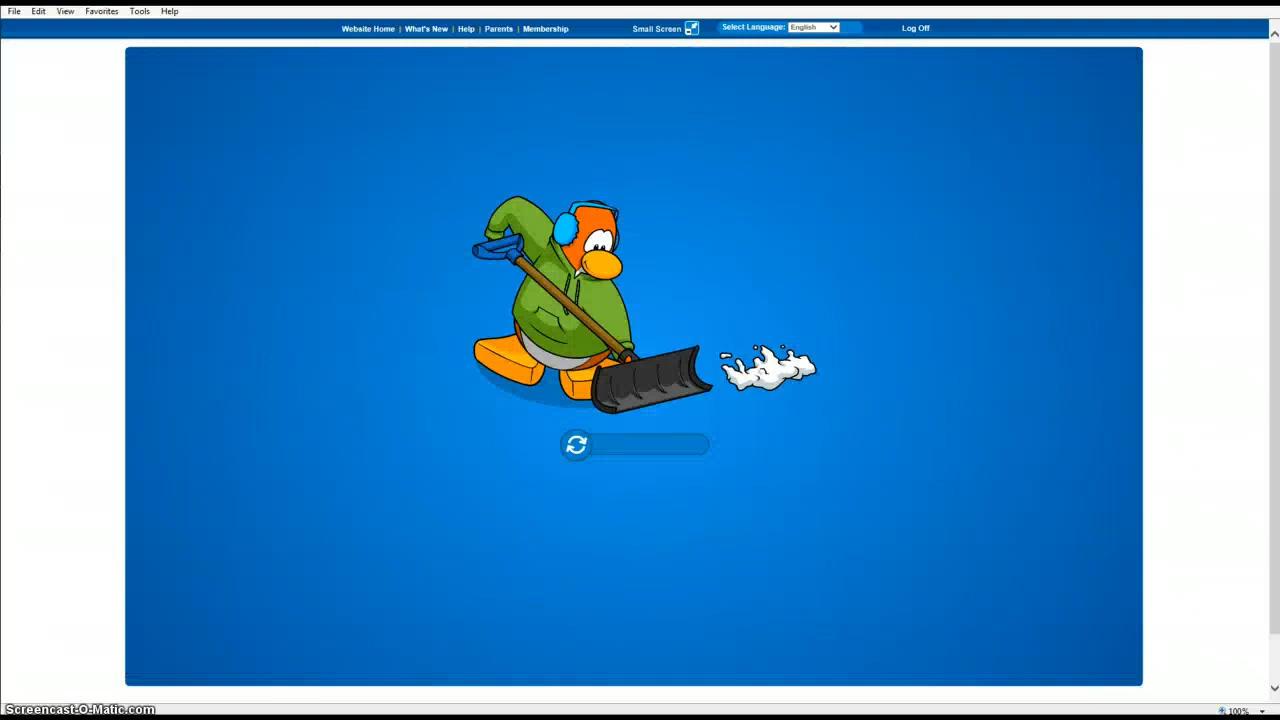 File Edit View Favorites Tools Help
Website Home | What's New | Help | Parents | Membership Small Screen Select Language: English Log Off
Screencast-O-Matic.com 100%